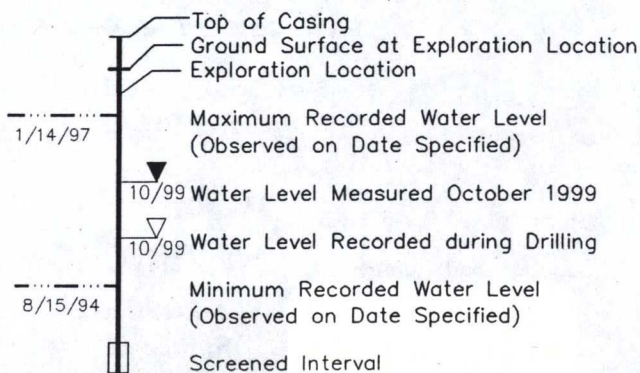 Top of Casing
Ground Surface at Exploration Location
Exploration Location
1/14/97
Maximum Recorded Water Level
(Observed on Date Specified)
10/99 Water Level Measured October 1999
10/99 Water Level Recorded during Drilling
8/15/94
Minimum Recorded Water Level
(Observed on Date Specified)
Screened Interval